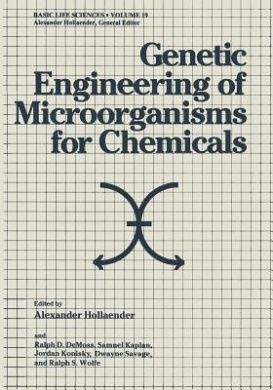 BASIC LIFE SCIENCES • VOLUME 19
Alexander Hollaender, General Editor
Genetic
Engineering of
Microorganisms
for Chemicals
Edited by
Alexander Hollaender
and
Ralph D. DeMoss, Samuel Kaplan,
Jordan Konisky, Dwayne Savage,
and Ralph S. Wolfe